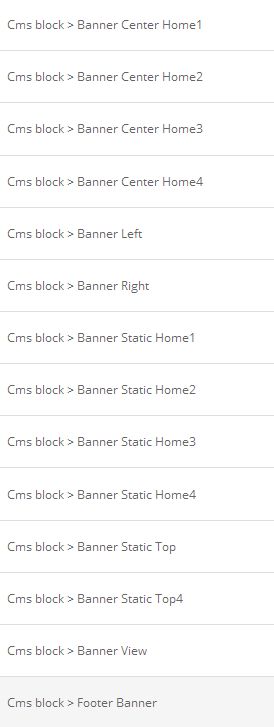 Cms block > Banner Center Home1
Cms block > Banner Center Home2
Cms block > Banner Center Home3
Cms block > Banner Center Home4
Cms block > Banner Left
Cms block > Banner Right
Cms block > Banner Static Home1
Cms block > Banner Static Home2
Cms block > Banner Static Home3
Cms block > Banner Static Home4
Cms block > Banner Static Top
Cms block > Banner Static Top4
Cms block > Banner View
Cms block > Footer Banner